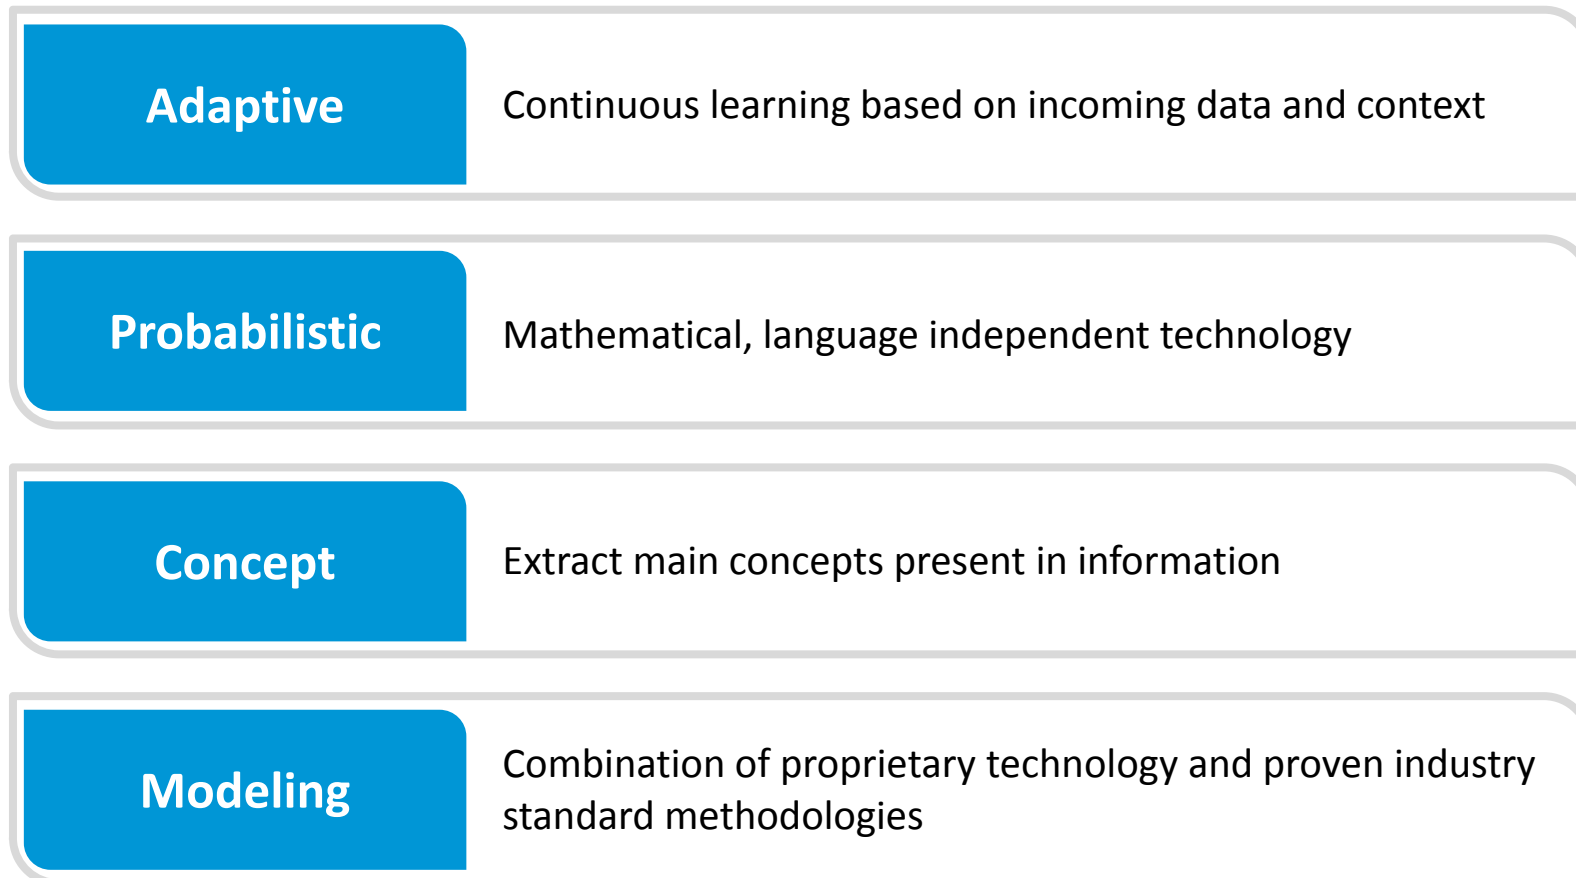 Adaptive
Continuous learning based on incoming data and context
Probabilistic
Mathematical, language independent technology
Concept
Extract main concepts present in information
Modeling
Combination of proprietary technology and proven industry
standard methodologies